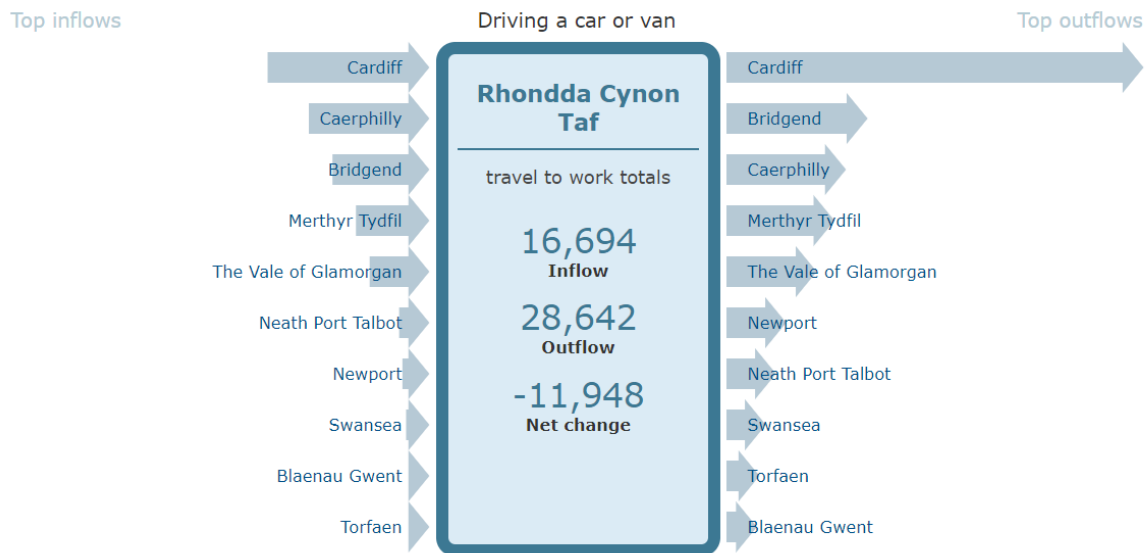 Top inflows
Driving a car or van
Top outflows
Cardiff
Caerphilly
Bridgend
Merthyr Tydfil
The Vale of Glamorgan
Neath Port Talbot
Newport
Swansea
Blaenau Gwent
Torfaen
Rhondda Cynon
Taf
travel to work totals
16,694
Inflow
28,642
Outflow
-11,948
Net change
Cardiff
Bridgend
Caerphilly
Merthyr Tydfil
The Vale of Glamorgan
Newport
Neath Port Talbot
Swansea
Torfaen
Blaenau Gwent